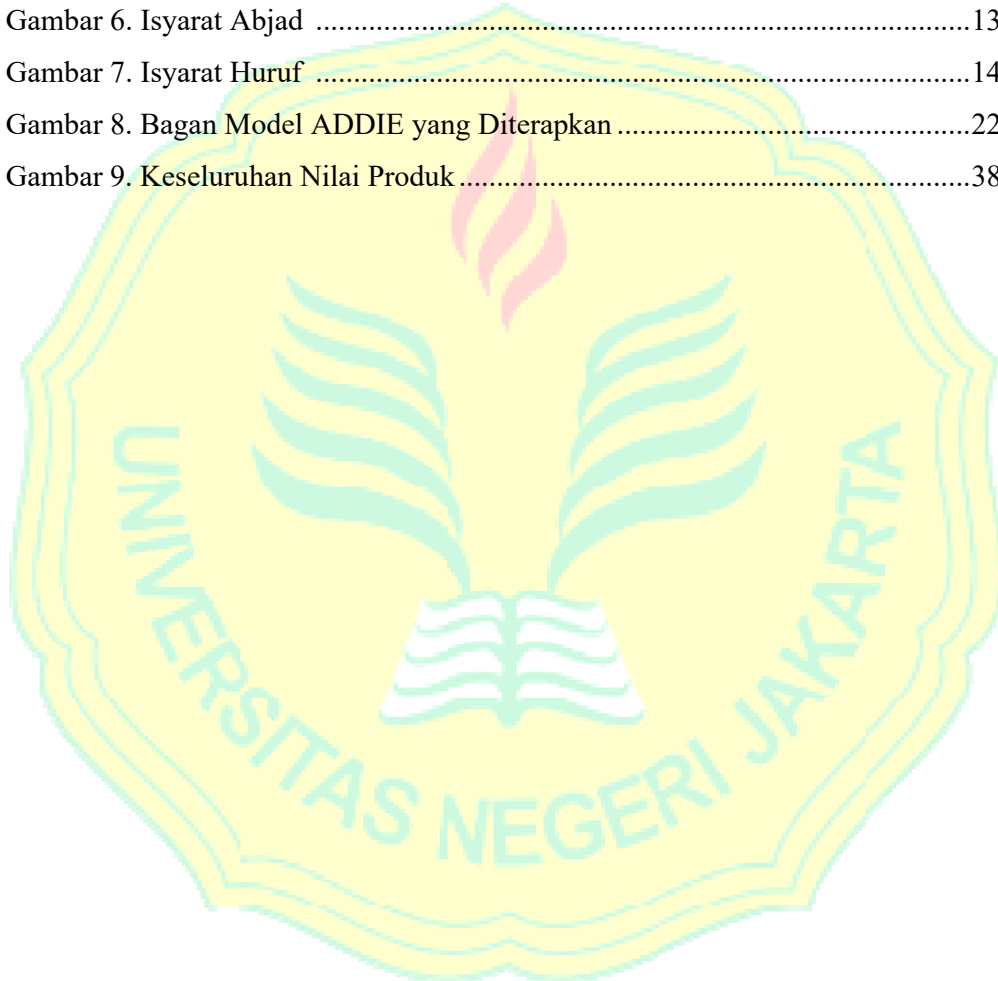 Gambar 6. Isyarat Abjad ..........................................................................................13
Gambar 7. Isyarat Huruf ..........................................................................................14
Gambar 8. Bagan Model ADDIE yang Diterapkan ................................................22
Gambar 9. Keseluruhan Nilai Produk.....................................................................38
UNIVERSITAS NEGERI JAKARTA